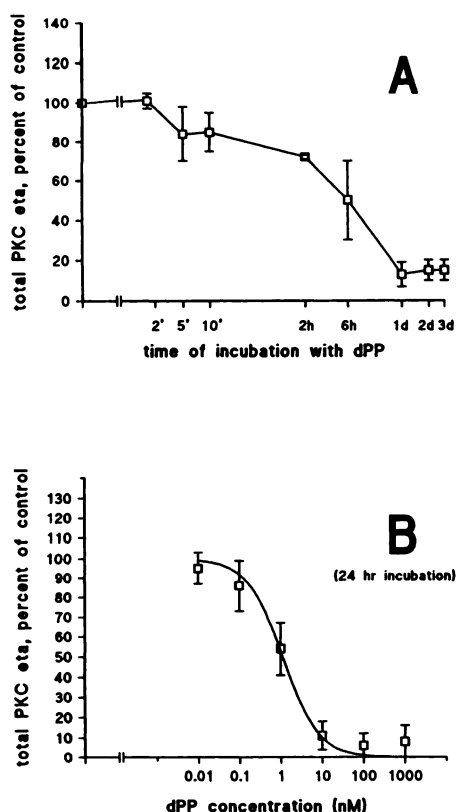 140
120
100
80
60
40
20
0
total PKC eta, percent of control
A
2' 5' 10' 2h 6h 1d 2d 3d
time of incubation with dPP
130
120
110
100
90
80
70
60
50
40
30
20
10
0
total PKC eta, percent of control
B
(24 hr incubation)
0.01 0.1 1 10 100 1000
dPP concentration (nM)